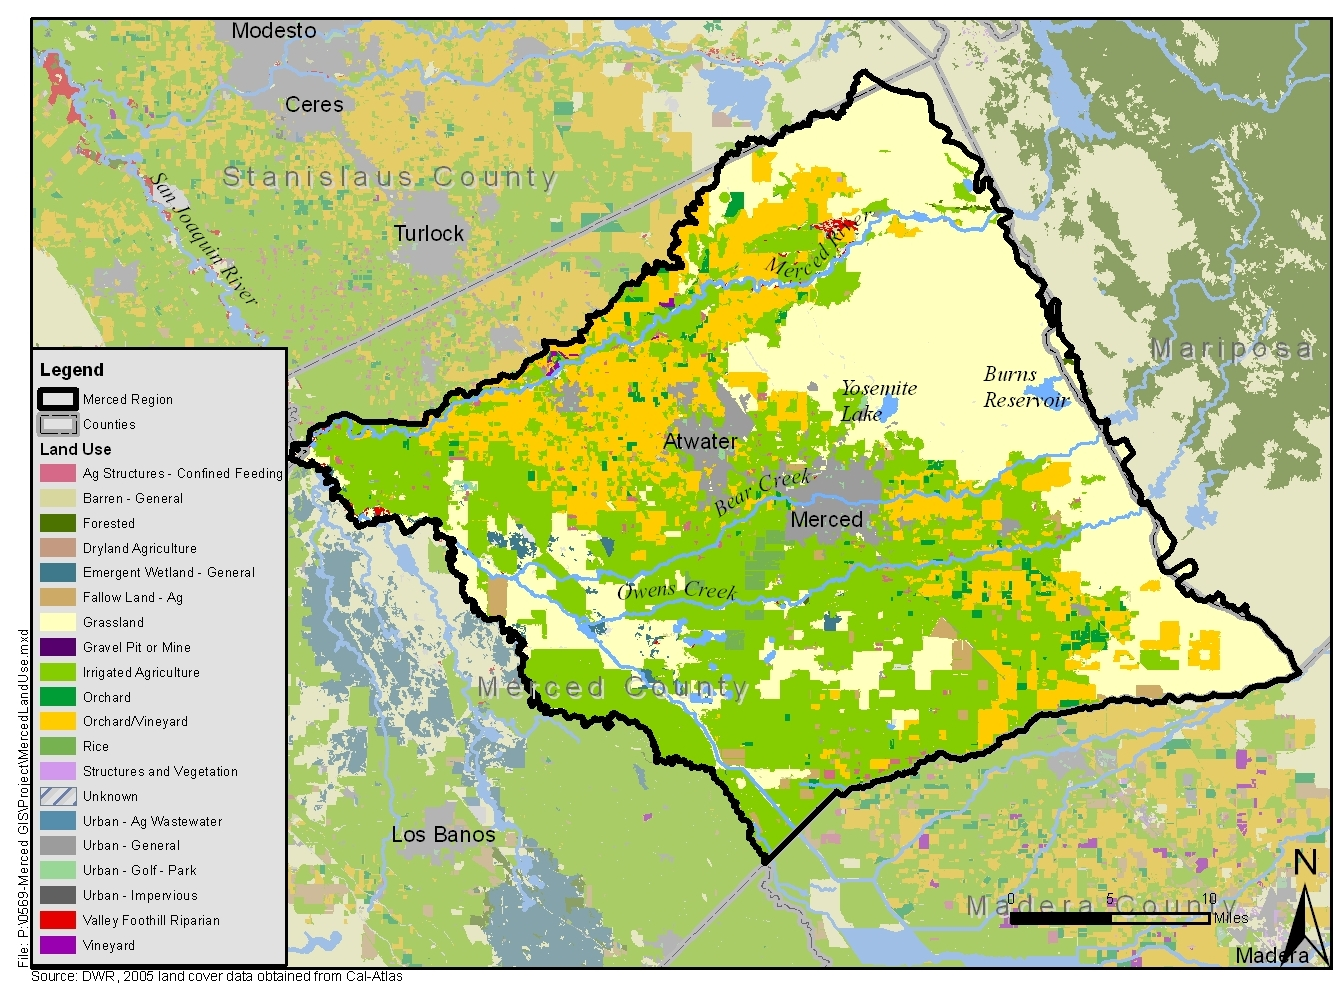 Modesto
Ceres
Stanislaus County
San Joaquin River
Turlock
Merced River
Mariposa
Burns
Reservoir
Yosemite
Lake
Atwater
Bear Creek
Merced
Owens Creek
Merced County
Los Banos
Madera County
Madera
Legend
Merced Region
Counties
Land Use
Ag Structures - Confined Feeding
Barren - General
Forested
Dryland Agriculture
Emergent Wetland - General
Fallow Land - Ag
Grassland
Gravel Pit or Mine
Irrigated Agriculture
Orchard
Orchard/Vineyard
Rice
Structures and Vegetation
Unknown
Urban - Ag Wastewater
Urban - General
Urban - Golf - Park
Urban - Impervious
Valley Foothill Riparian
Vineyard
N
0 5 10
Miles
File: P:\0569-Merced GIS\Project\MercedLandUse.mxd
Source: DWR, 2005 land cover data obtained from Cal-Atlas